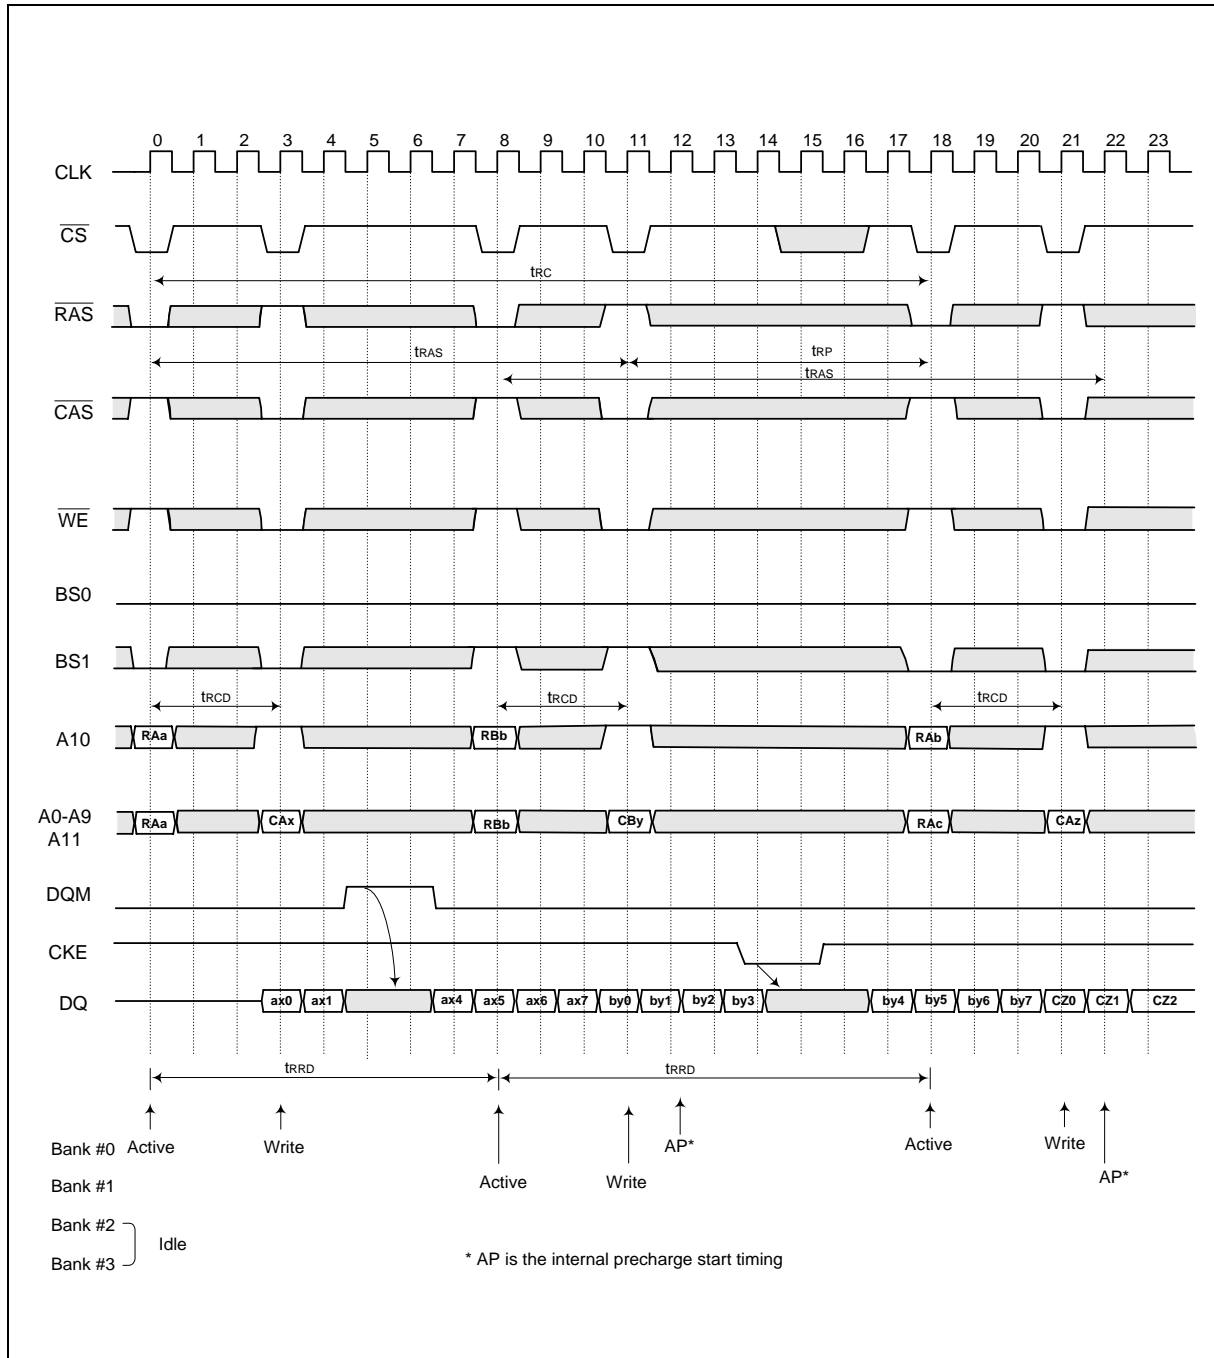 0 1 2 3 4 5 6 7 8 9 10 11 12 13 14 15 16 17 18 19 20 21 22 23
CLK
CS
tRC
RAS
tRAS tRP
tRAS
CAS
WE
BS0
BS1
tRCD tRCD tRCD
A10 RAa RBb RAb
A0-A9 RAa CAx RBb CBy RAc CAz
A11
DQM
CKE
DQ ax0 ax1 ax4 ax5 ax6 ax7 by0 by1 by2 by3 by4 by5 by6 by7 CZ0 CZ1 CZ2
tRRD tRRD
Bank #0 Active Write AP* Active Write
Bank #1 Active Write AP*
Bank #2
Idle
Bank #3
* AP is the internal precharge start timing